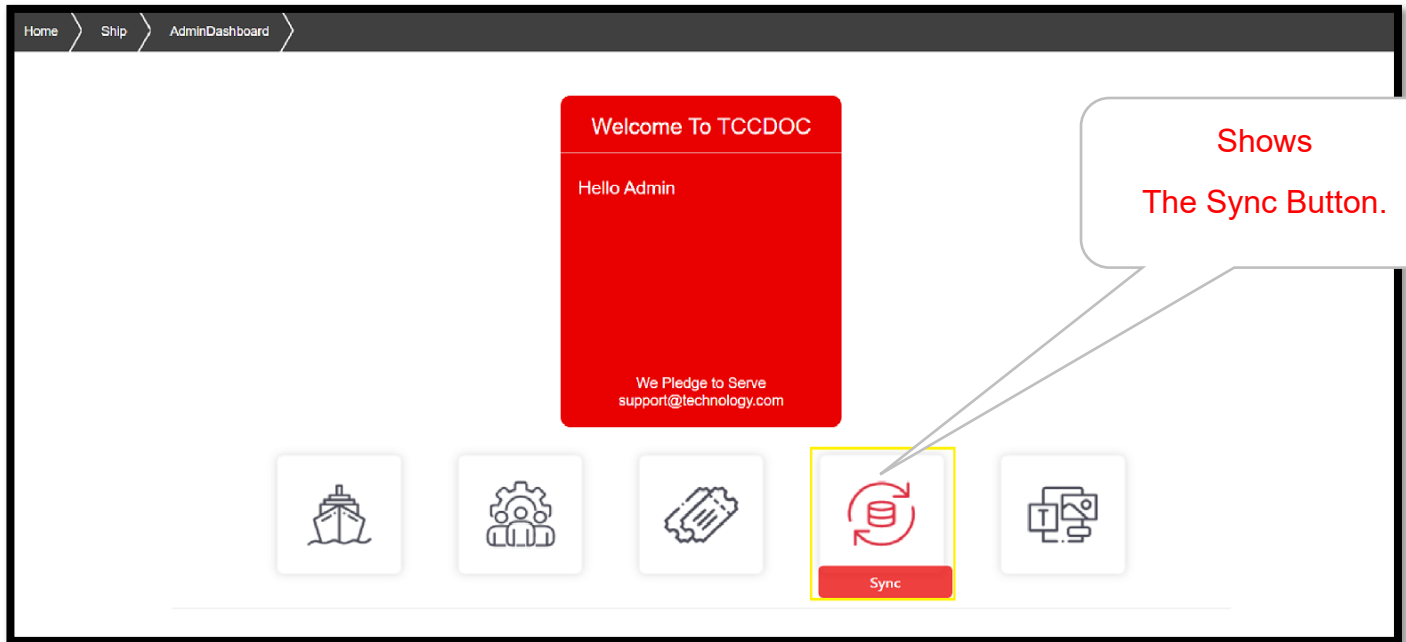 Home Ship AdminDashboard
Welcome To TCCDOC
Hello Admin
We Pledge to Serve
support@technology.com
Shows
The Sync Button.
T
Sync